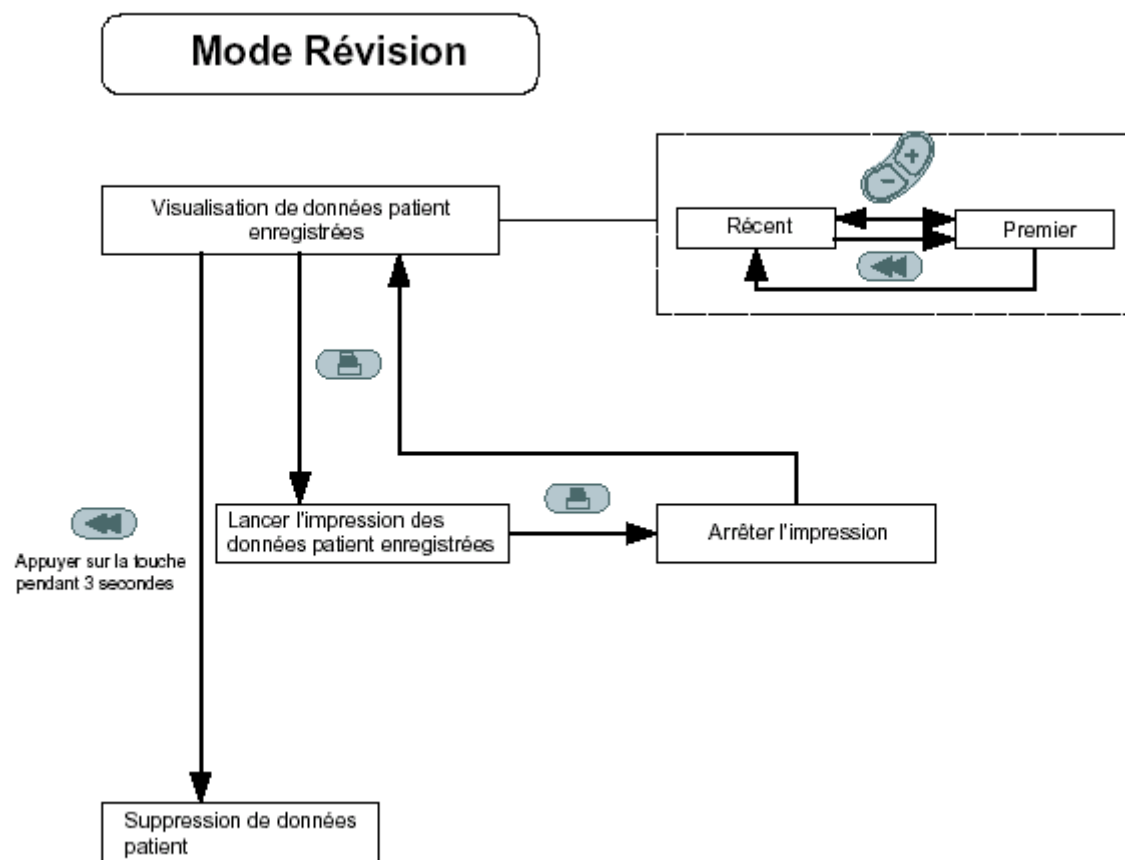 Mode Révision
Visualisation de données patient
enregistrées
Récent
Premier
Lancer l'impression des
données patient enregistrées
Arrêter l'impression
Appuyer sur la touche
pendant 3 secondes
Suppression de données
patient